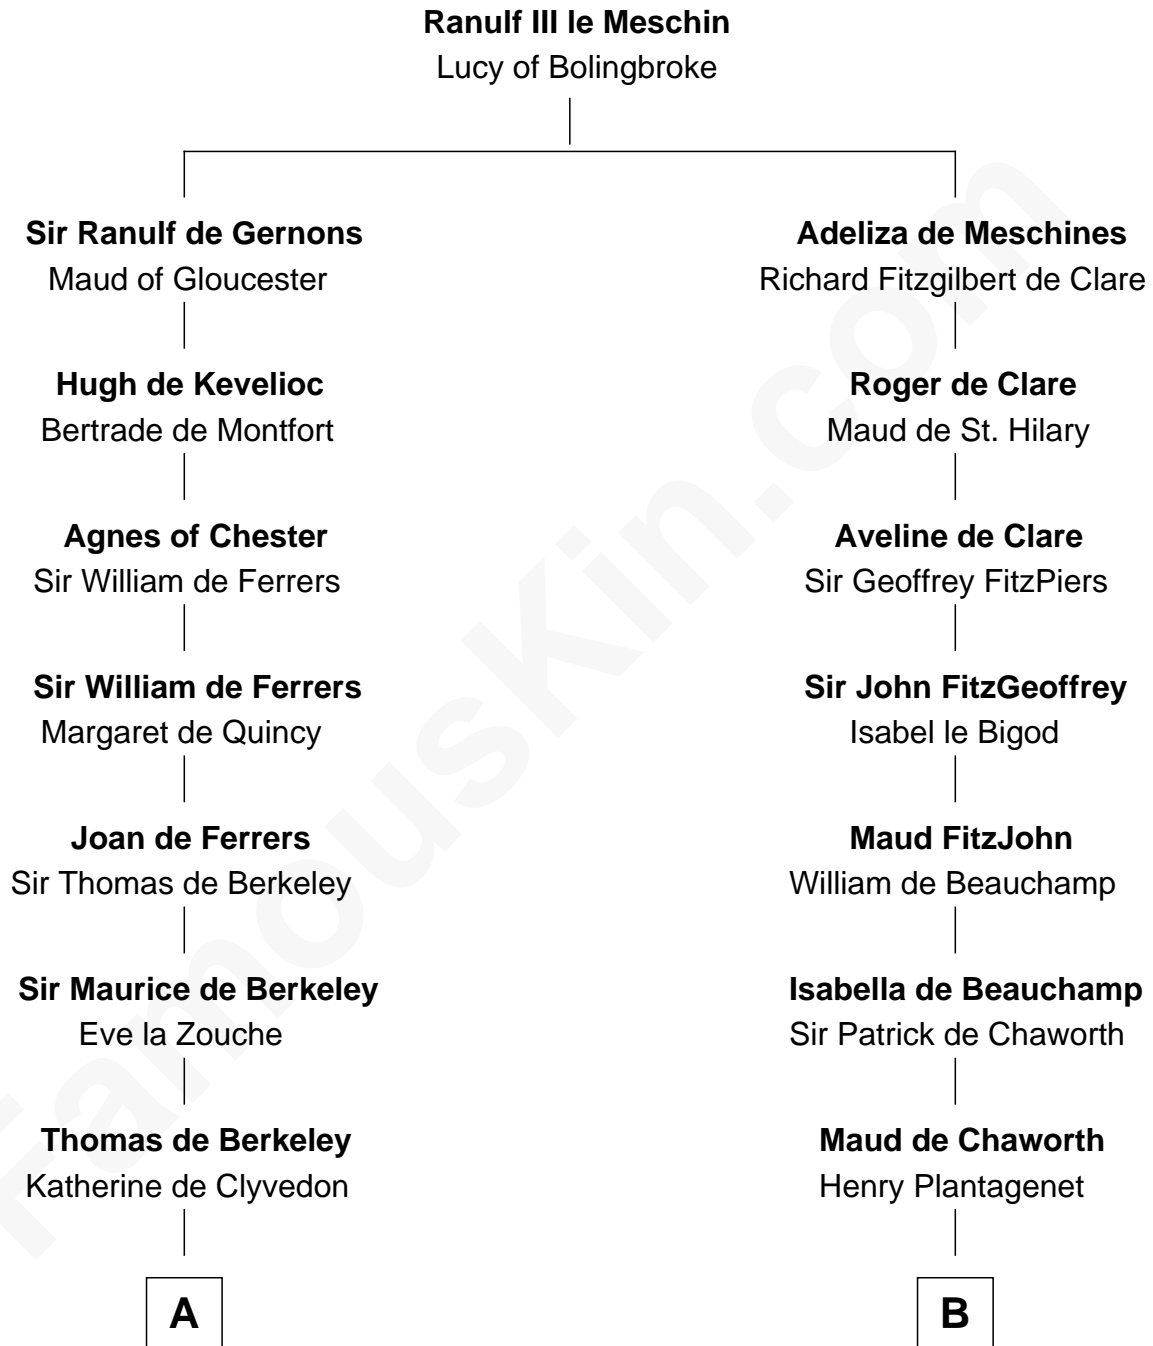 Ranulf III le Meschin
Lucy of Bolingbroke
Sir Ranulf de Gernons
Maud of Gloucester
Adeliza de Meschines
Richard Fitzgilbert de Clare
Hugh de Kevelioc
Bertrade de Montfort
Roger de Clare
Maud de St. Hilary
Agnes of Chester
Sir William de Ferrers
Aveline de Clare
Sir Geoffrey FitzPiers
Sir William de Ferrers
Margaret de Quincy
Sir John FitzGeoffrey
Isabel le Bigod
Joan de Ferrers
Sir Thomas de Berkeley
Maud FitzJohn
William de Beauchamp
Sir Maurice de Berkeley
Eve la Zouche
Isabella de Beauchamp
Sir Patrick de Chaworth
Thomas de Berkeley
Katherine de Clyvedon
Maud de Chaworth
Henry Plantagenet
A
B
FamousKin.com